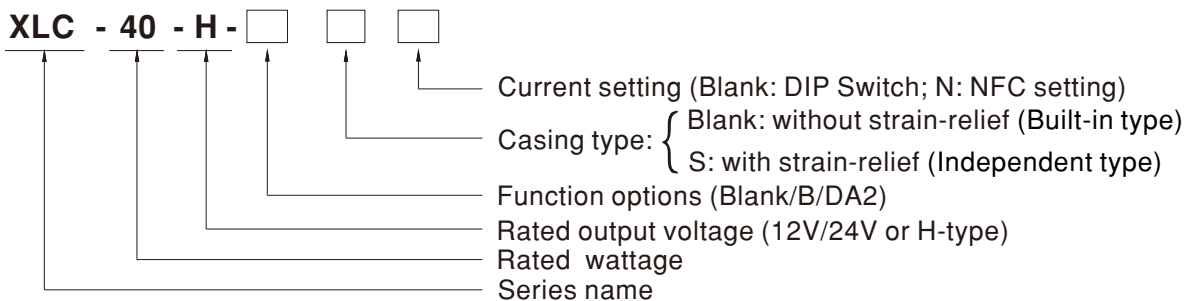 XLC - 40 - H -
Current setting (Blank: DIP Switch; N: NFC setting)
Casing type:
Blank: without strain-relief (Built-in type)
S: with strain-relief (Independent type)
Function options (Blank/B/DA2)
Rated output voltage (12V/24V or H-type)
Rated wattage
Series name